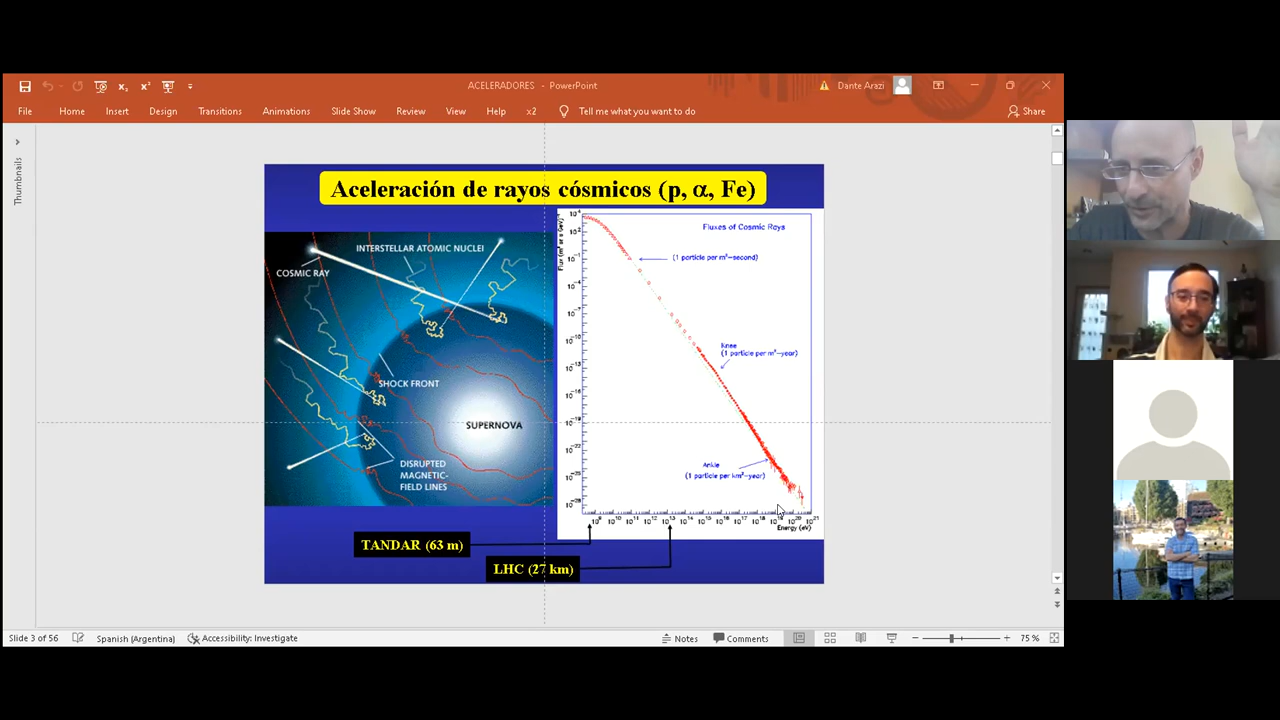 ACELERADORES - PowerPoint
Dante Arazi
File Home Insert Design Transitions Animations Slide Show Review View Help x2 Tell me what you want to do Share
Thumbnails
Aceleración de rayos cósmicos (p, α, Fe)
INTERSTELLAR ATOMIC NUCLEI
COSMIC RAY
SHOCK FRONT
SUPERNOVA
DISRUPTED
MAGNETIC-
FIELD LINES
Fluxes of Cosmic Rays
(1 particle per m²-second)
Knee
(1 particle per m²-year)
Ankle
(1 particle per km²-year)
Energy (eV)
TANDAR (63 m)
LHC (27 km)
Slide 3 of 56 Spanish (Argentina) Accessibility: Investigate Notes Comments 75 %